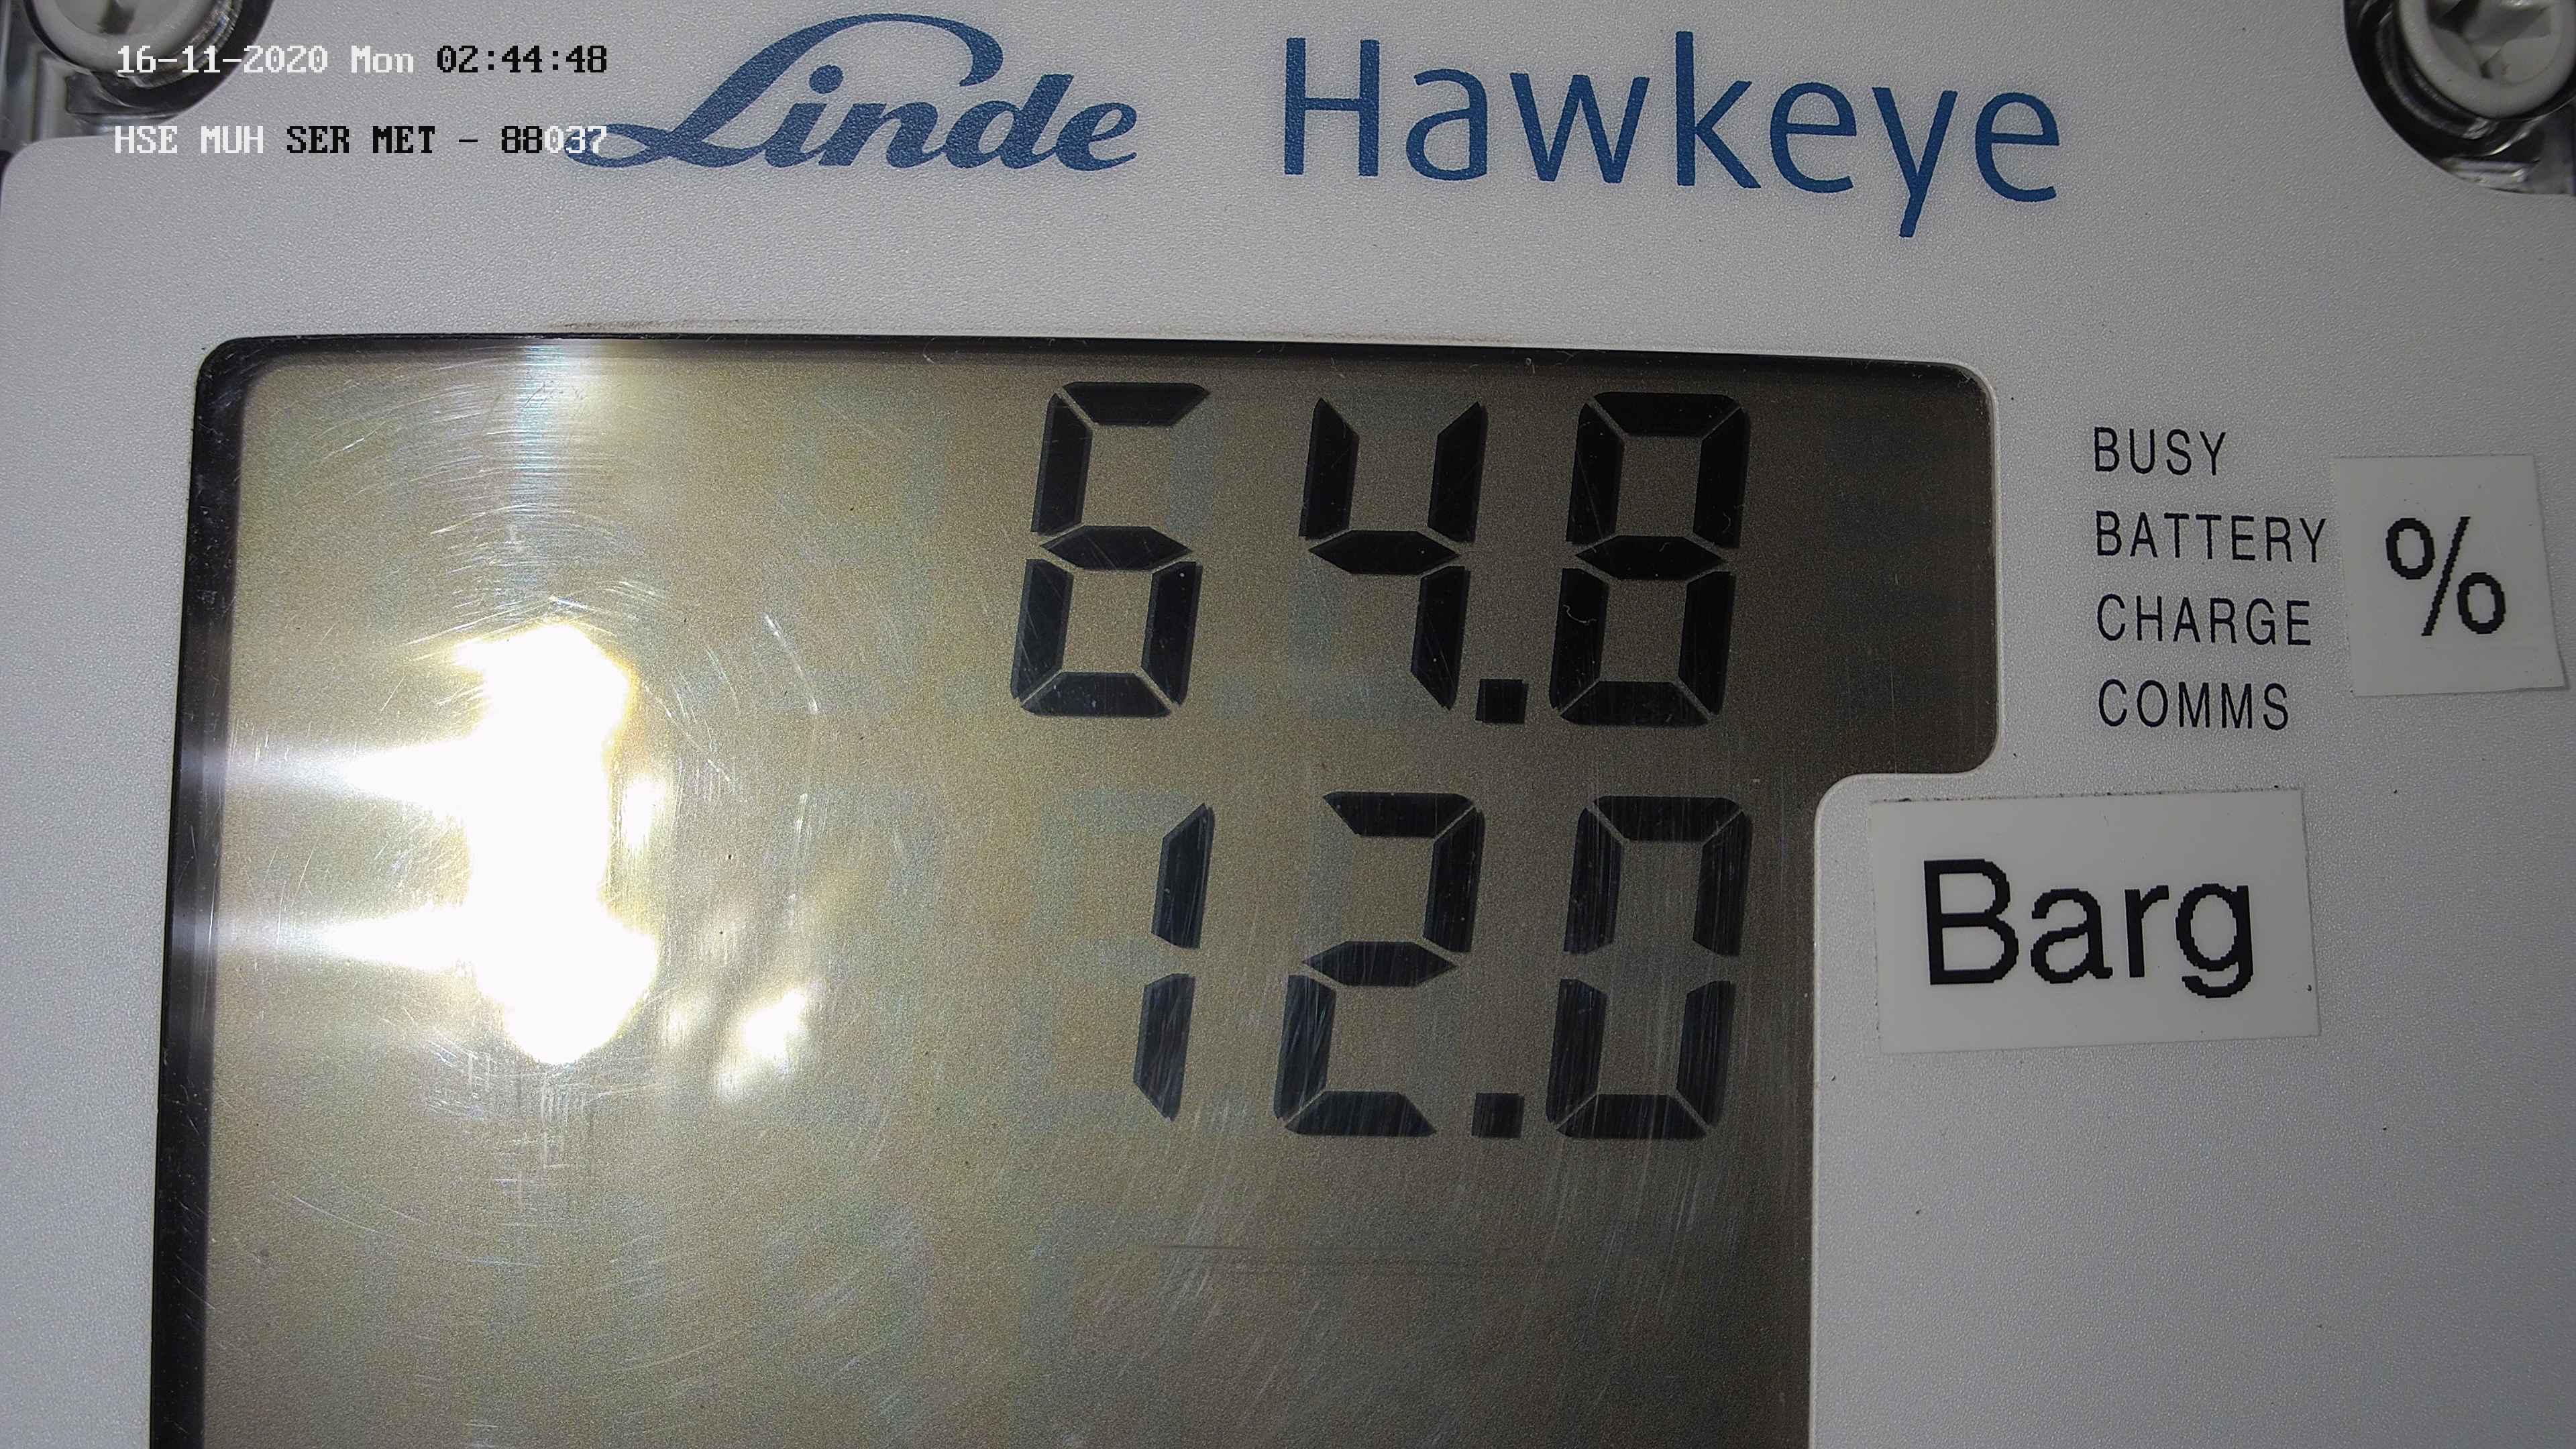 16-11-2020 Mon 02:44:48
HSE MUH SER MET - 88037
Linde Hawkeye
64.8
BUSY
BATTERY
CHARGE
COMMS
%
12.0
Barg